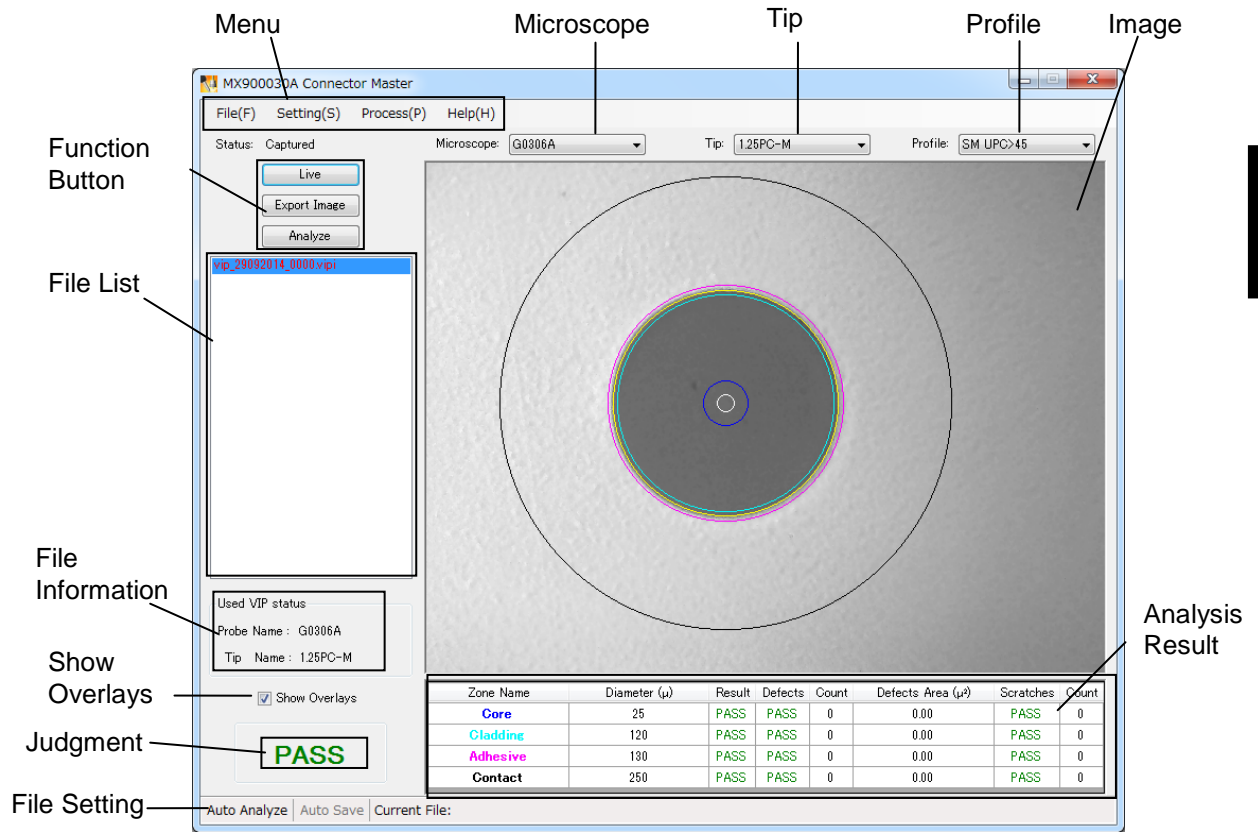 Menu
Microscope
Tip
Profile
Image
MX900030A Connector Master
File(F) Setting(S) Process(P) Help(H)
Status: Captured
Microscope: G0306A
Tip: 1.25PC-M
Profile: SM UPC>45
Function
Button
Live
Export Image
Analyze
File List
vip_29092014_0000.vipi
File
Information
Used VIP status
Probe Name : G0306A
Tip Name : 1.25PC-M
Analysis
Result
Show
Overlays
Show Overlays
Zone Name Diameter (μ) Result Defects Count Defects Area (μ²) Scratches Count
Core 25 PASS PASS 0 0.00 PASS 0
Cladding 120 PASS PASS 0 0.00 PASS 0
Adhesive 130 PASS PASS 0 0.00 PASS 0
Contact 250 PASS PASS 0 0.00 PASS 0
Judgment
PASS
File Setting
Auto Analyze Auto Save Current File: